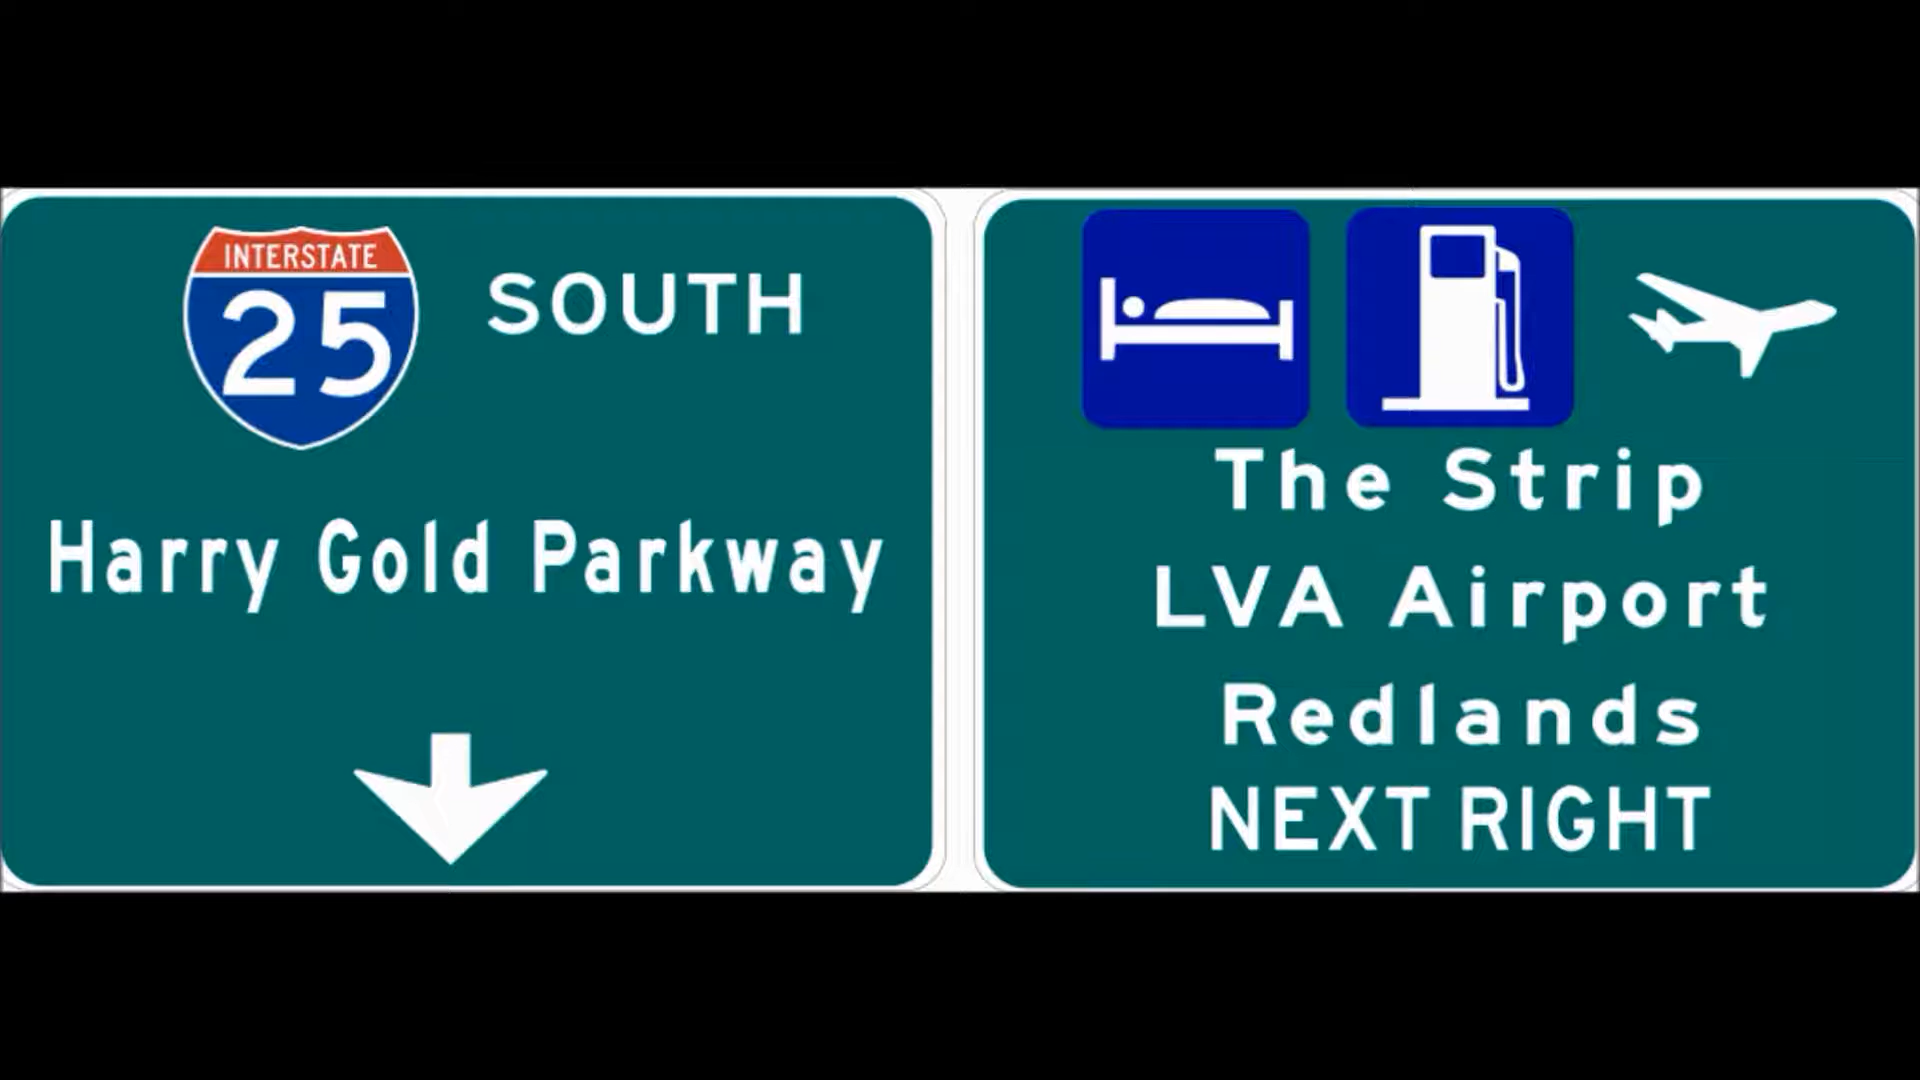 INTERSTATE
25 SOUTH
Harry Gold Parkway
The Strip
LVA Airport
Redlands
NEXT RIGHT